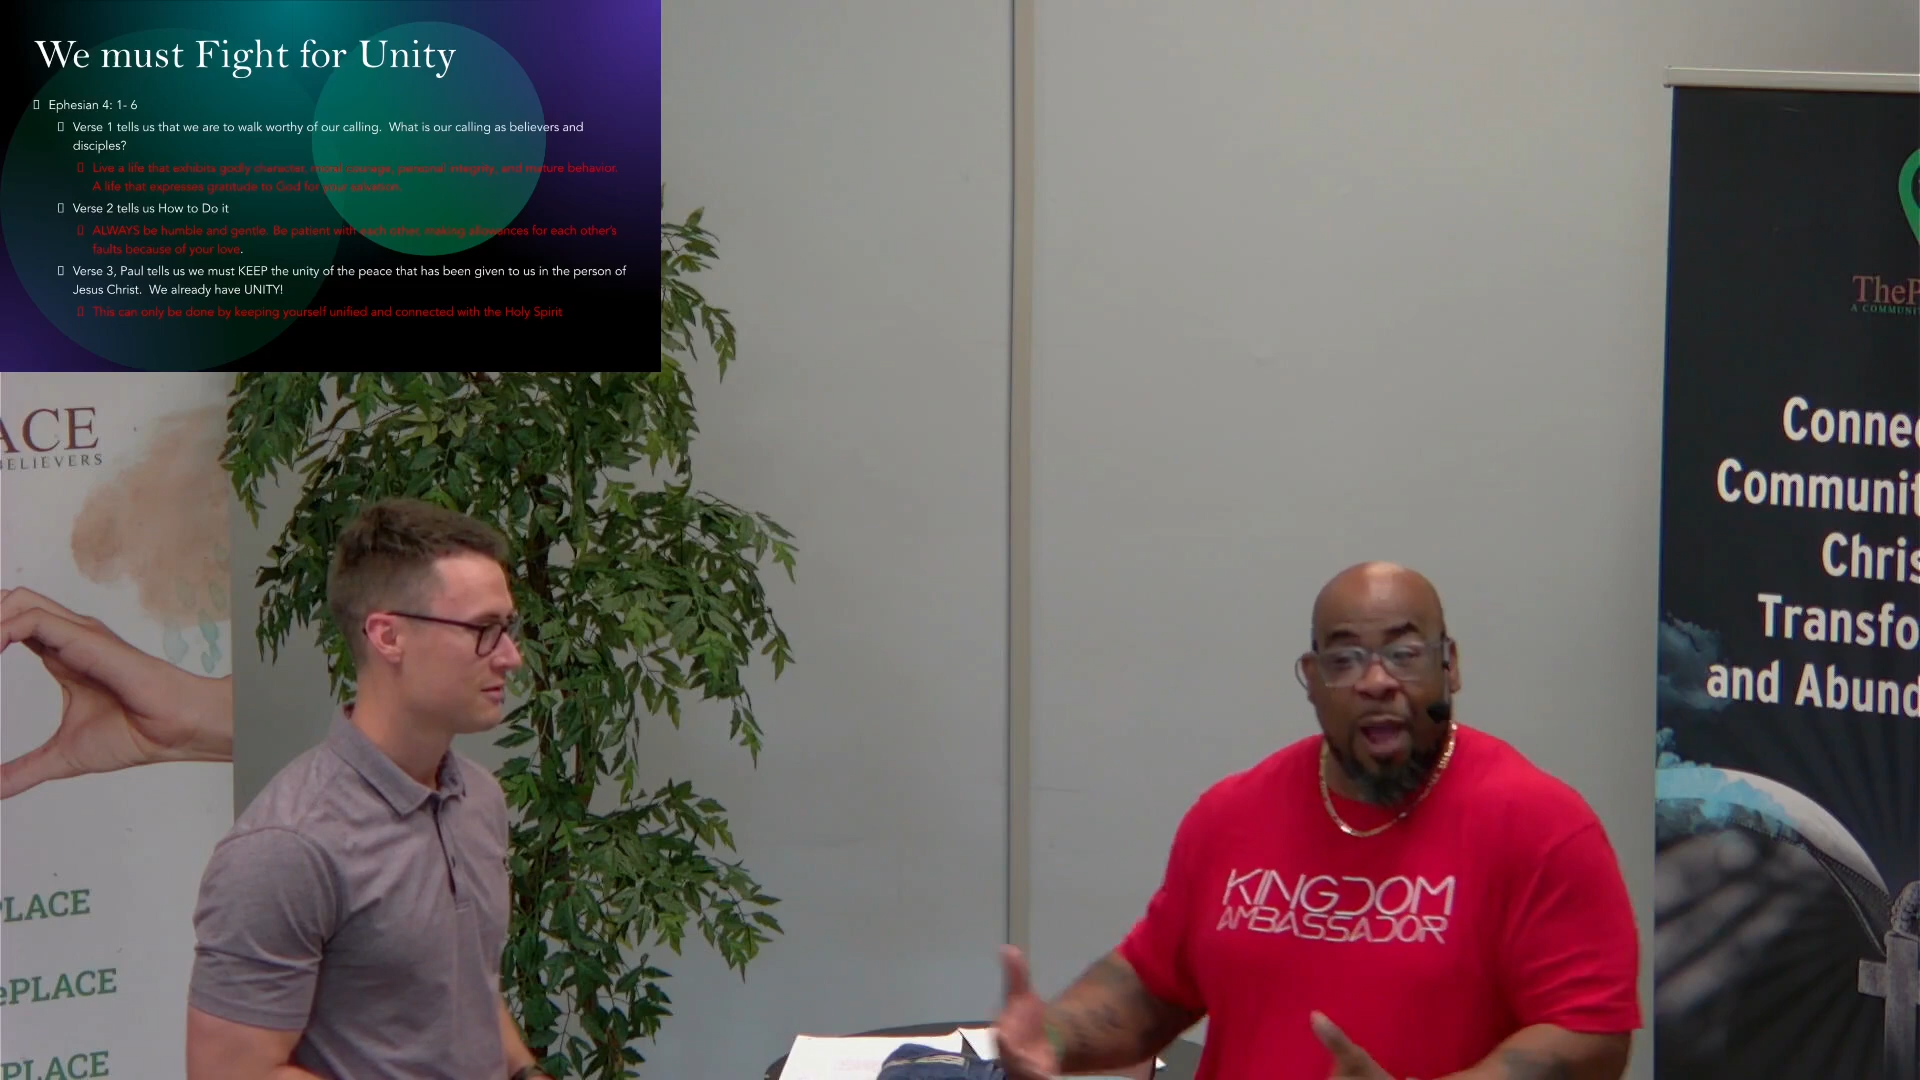 We must Fight for Unity
Ephesian 4: 1- 6
Verse 1 tells us that we are to walk worthy of our calling. What is our calling as believers and
disciples?
Live a life that exhibits godly character, moral courage, personal integrity, and mature behavior.
A life that expresses gratitude to God for your salvation.
Verse 2 tells us How to Do it
ALWAYS be humble and gentle. Be patient with each other, making allowances for each other's
faults because of your love.
Verse 3, Paul tells us we must KEEP the unity of the peace that has been given to us in the person of
Jesus Christ. We already have UNITY!
This can only be done by keeping yourself unified and connected with the Holy Spirit
ACE
BELIEVERS
PLACE
ePLACE
PLACE
KINGDOM
AMBASSADOR
TheP
A COMMUNI
Connec
Communit
Chris
Transfo
and Abund